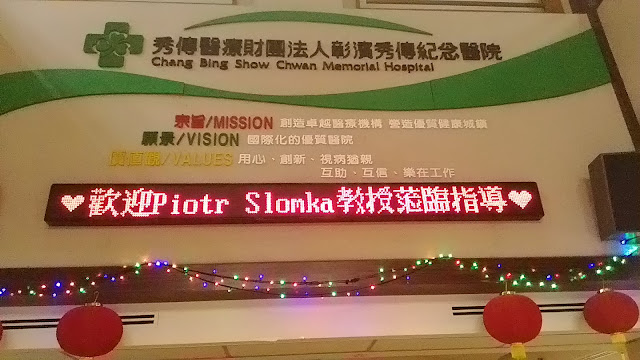 秀傳醫療財團法人彰濱秀傳紀念醫院
Chang Bing Show Chwan Memorial Hospital
宗旨/MISSION 創造卓越醫療機構 營造優質健康城鎮
願景/VISION 國際化的優質醫院
價值觀/VALUES 用心、創新、視病猶親
互助、互信、樂在工作
♥歡迎Piotr Slomka教授蒞臨指導♥